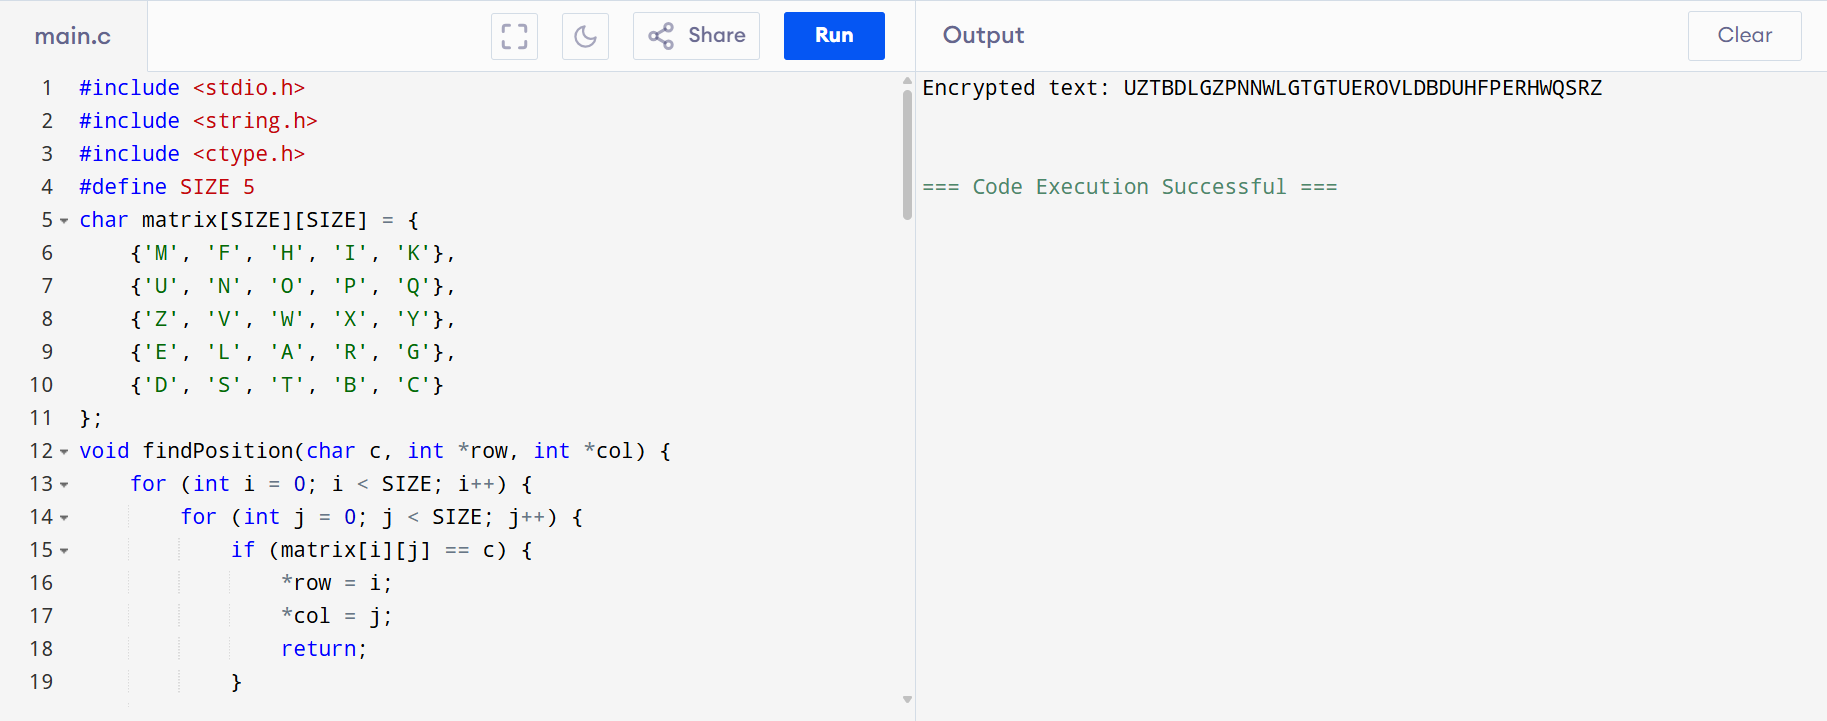 main.c
Share
Run
Output
Clear
1 #include <stdio.h>
2 #include <string.h>
3 #include <ctype.h>
4 #define SIZE 5
5 char matrix[SIZE][SIZE] = {
6     {'M', 'F', 'H', 'I', 'K'},
7     {'U', 'N', 'O', 'P', 'Q'},
8     {'Z', 'V', 'W', 'X', 'Y'},
9     {'E', 'L', 'A', 'R', 'G'},
10     {'D', 'S', 'T', 'B', 'C'}
11 };
12 void findPosition(char c, int *row, int *col) {
13     for (int i = 0; i < SIZE; i++) {
14         for (int j = 0; j < SIZE; j++) {
15             if (matrix[i][j] == c) {
16                 *row = i;
17                 *col = j;
18                 return;
19             }
Encrypted text: UZTBDLGZPNNWLGTGTUEROVLDBDUHFPERHWQSRZ
=== Code Execution Successful ===